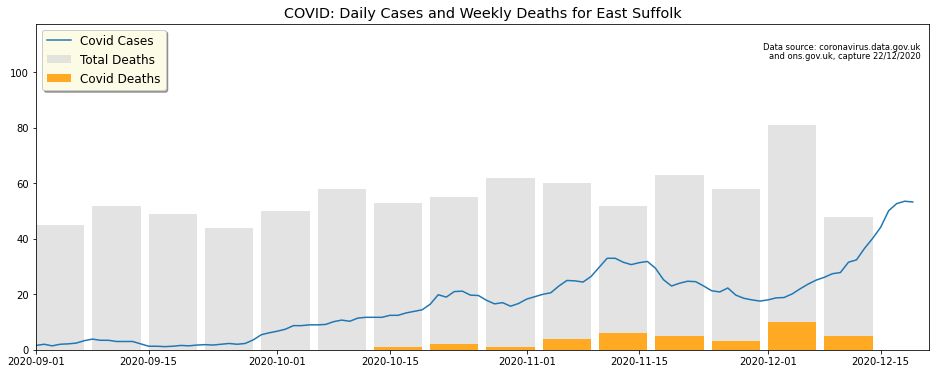 COVID: Daily Cases and Weekly Deaths for East Suffolk
Covid Cases
Total Deaths
Covid Deaths
Data source: coronavirus.data.gov.uk
and ons.gov.uk, capture 22/12/2020
100
80
60
40
20
0
2020-09-01 2020-09-15 2020-10-01 2020-10-15 2020-11-01 2020-11-15 2020-12-01 2020-12-15